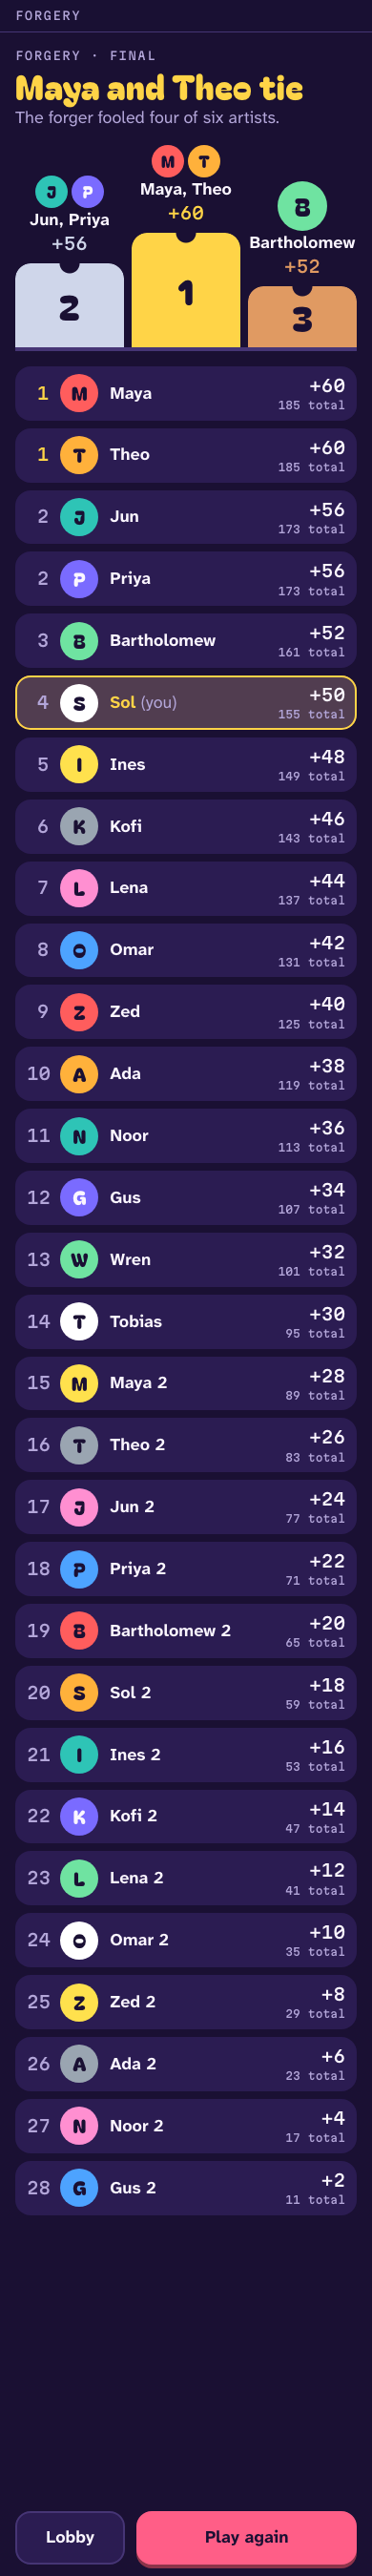 FORGERY
FORGERY · FINAL
Maya and Theo tie
The forger fooled four of six artists.
J P
Jun, Priya
+56
2
M T
Maya, Theo
+60
1
B
Bartholomew
+52
3
1 M Maya +60
185 total
1 T Theo +60
185 total
2 J Jun +56
173 total
2 P Priya +56
173 total
3 B Bartholomew +52
161 total
4 S Sol (you) +50
155 total
5 I Ines +48
149 total
6 K Kofi +46
143 total
7 L Lena +44
137 total
8 O Omar +42
131 total
9 Z Zed +40
125 total
10 A Ada +38
119 total
11 N Noor +36
113 total
12 G Gus +34
107 total
13 W Wren +32
101 total
14 T Tobias +30
95 total
15 M Maya 2 +28
89 total
16 T Theo 2 +26
83 total
17 J Jun 2 +24
77 total
18 P Priya 2 +22
71 total
19 B Bartholomew 2 +20
65 total
20 S Sol 2 +18
59 total
21 I Ines 2 +16
53 total
22 K Kofi 2 +14
47 total
23 L Lena 2 +12
41 total
24 O Omar 2 +10
35 total
25 Z Zed 2 +8
29 total
26 A Ada 2 +6
23 total
27 N Noor 2 +4
17 total
28 G Gus 2 +2
11 total
Lobby
Play again